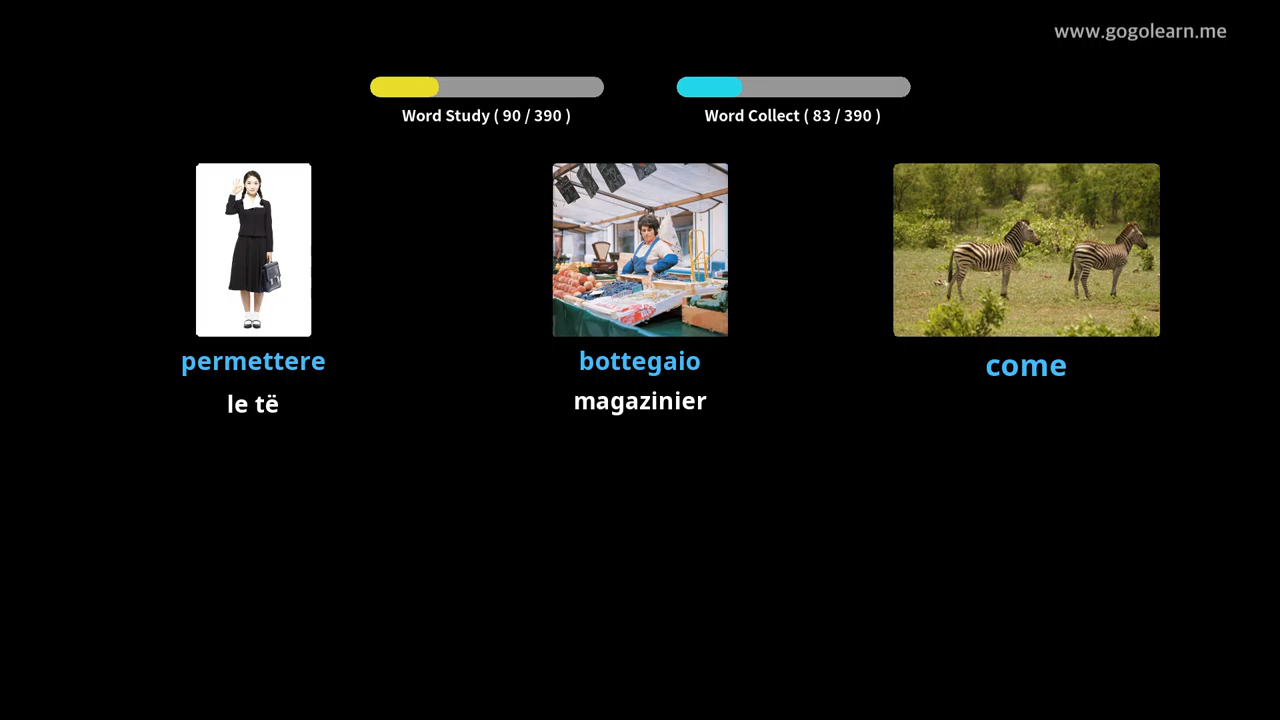 www.gogolearn.me
Word Study ( 90 / 390 )
Word Collect ( 83 / 390 )
permettere
le të
bottegaio
magazinier
come